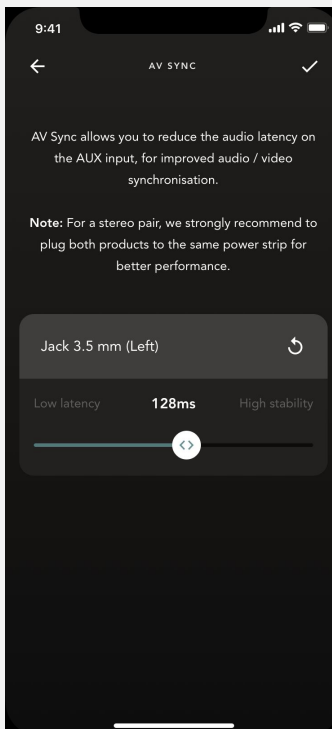 9:41
AV SYNC
AV Sync allows you to reduce the audio latency on
the AUX input, for improved audio / video
synchronisation.
Note: For a stereo pair, we strongly recommend to
plug both products to the same power strip for
better performance.
Jack 3.5 mm (Left)
Low latency 128ms High stability